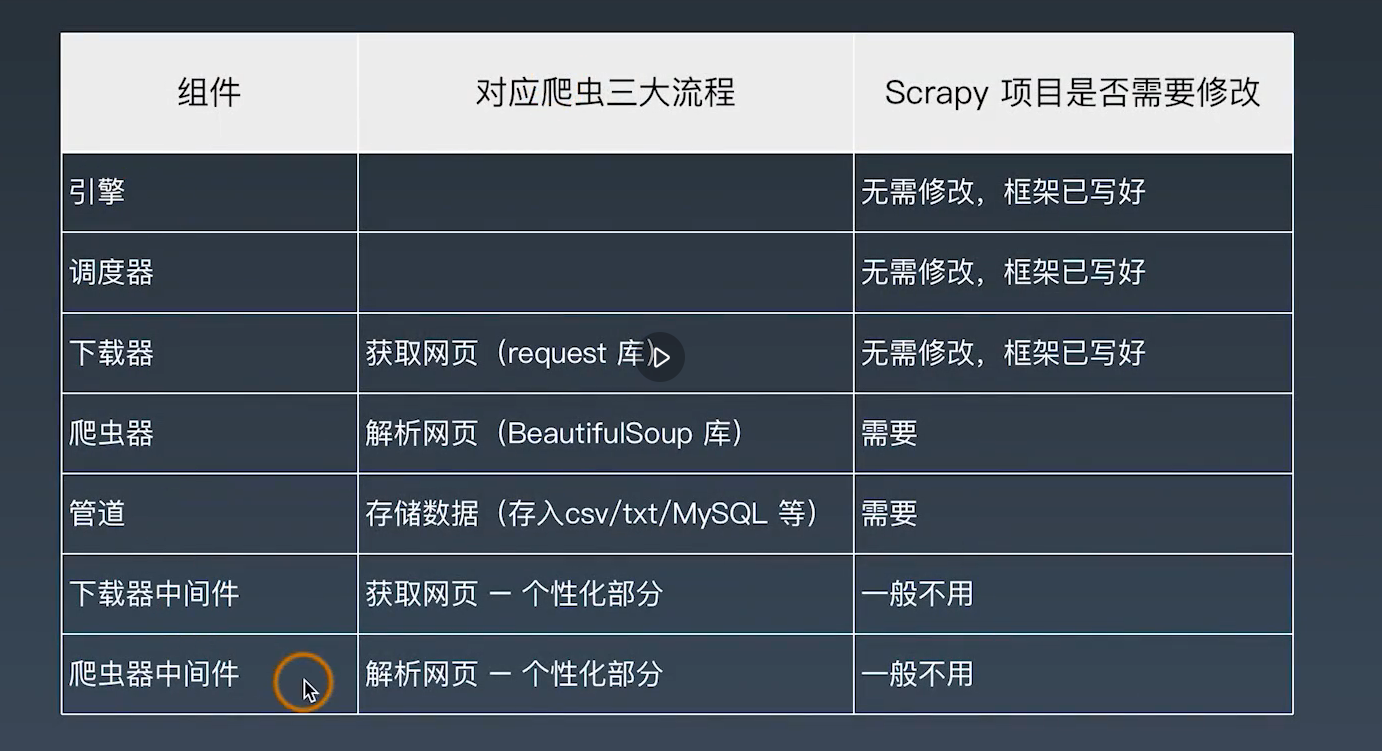 组件 对应爬虫三大流程 Scrapy 项目是否需要修改
引擎 无需修改，框架已写好
调度器 无需修改，框架已写好
下载器 获取网页（request 库） 无需修改，框架已写好
爬虫器 解析网页（BeautifulSoup 库） 需要
管道 存储数据（存入csv/txt/MySQL 等） 需要
下载器中间件 获取网页 — 个性化部分 一般不用
爬虫器中间件 解析网页 — 个性化部分 一般不用